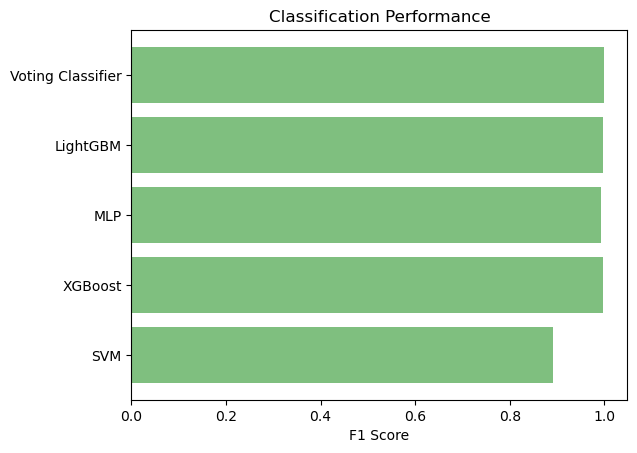 Classification Performance
Voting Classifier
LightGBM
MLP
XGBoost
SVM
0.0 0.2 0.4 0.6 0.8 1.0
F1 Score